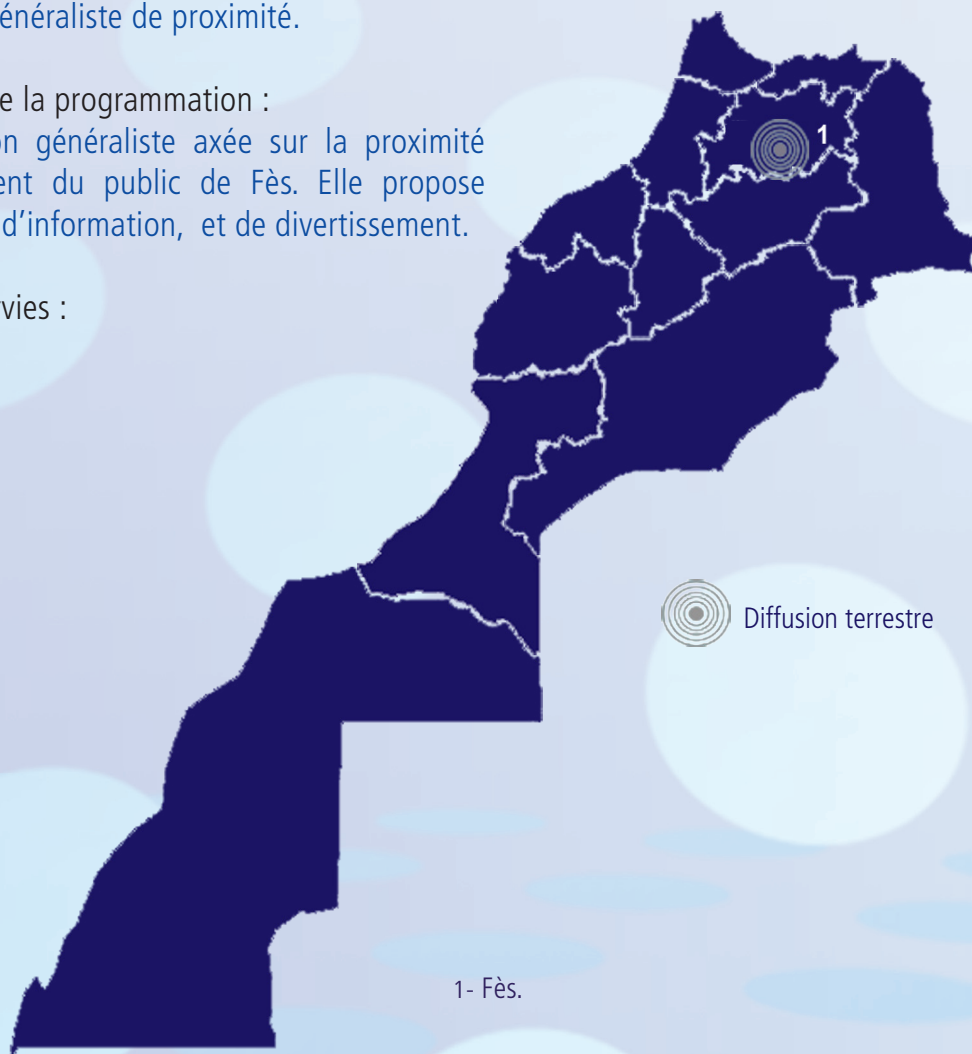 énéraliste de proximité.
e la programmation :
on généraliste axée sur la proximité
ent du public de Fès. Elle propose
d’information, et de divertissement.
vies :
1
Diffusion terrestre
1- Fès.